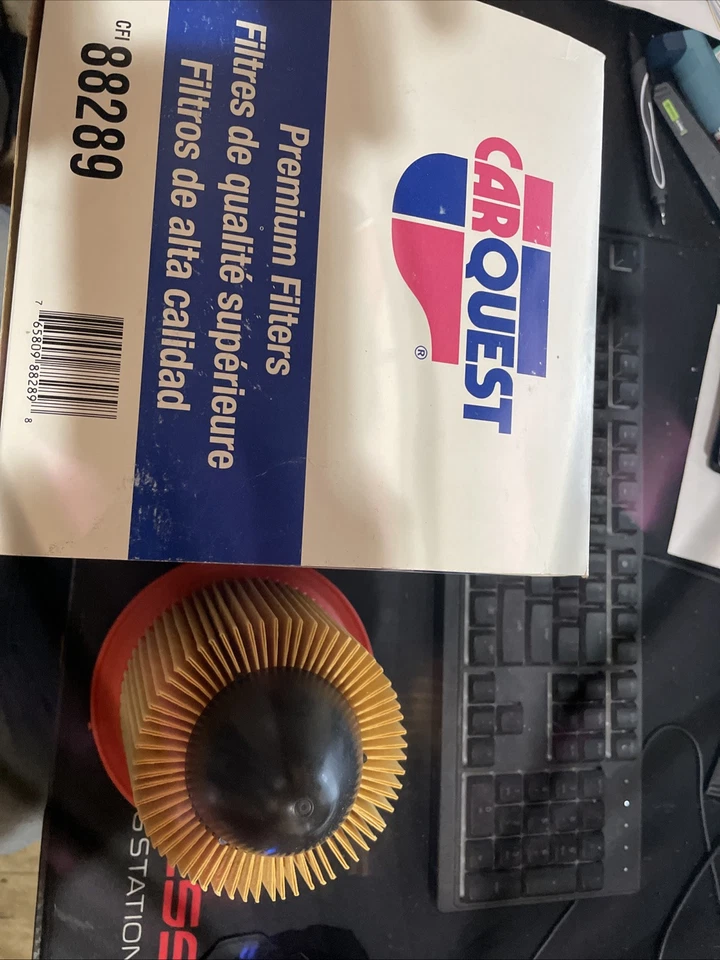 CARQUEST
®
Premium Filters
Filtres de qualité supérieure
Filtros de alta calidad
CFI 88289
7 65809 88289 8
STATION